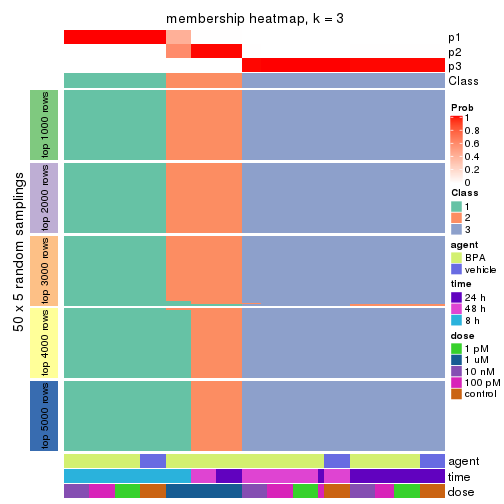 membership heatmap, k = 3
p1
p2
p3
Class
50 x 5 random samplings
top 1000 rows
top 2000 rows
top 3000 rows
top 4000 rows
top 5000 rows
Prob
1
0.8
0.6
0.4
0.2
0
Class
1
2
3
agent
BPA
vehicle
time
24 h
48 h
8 h
dose
1 pM
1 uM
10 nM
100 pM
control
agent
time
dose